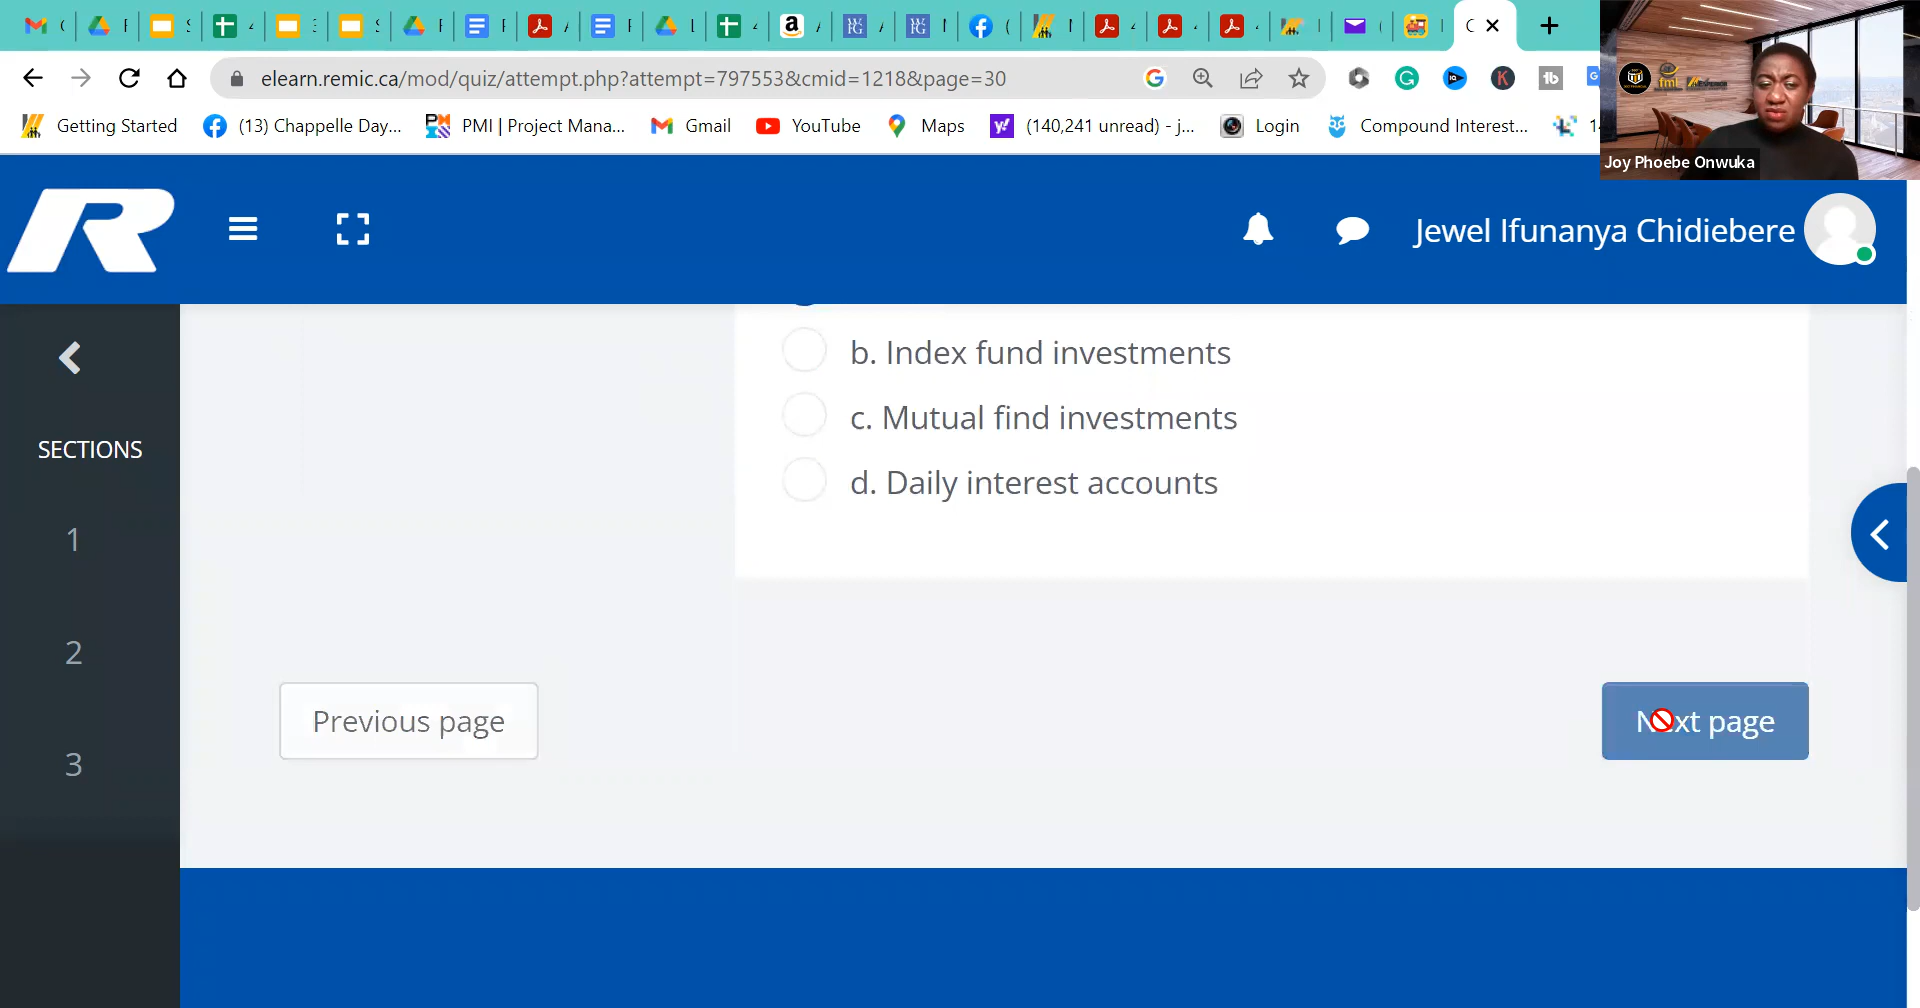 elearn.remic.ca/mod/quiz/attempt.php?attempt=797553&cmid=1218&page=30
Getting Started
(13) Chappelle Day...
PMI | Project Mana...
Gmail
YouTube
Maps
(140,241 unread) - j...
Login
Compound Interest...
Joy Phoebe Onwuka
Jewel Ifunanya Chidiebere
b. Index fund investments
c. Mutual find investments
d. Daily interest accounts
SECTIONS
1
2
3
Previous page
Next page